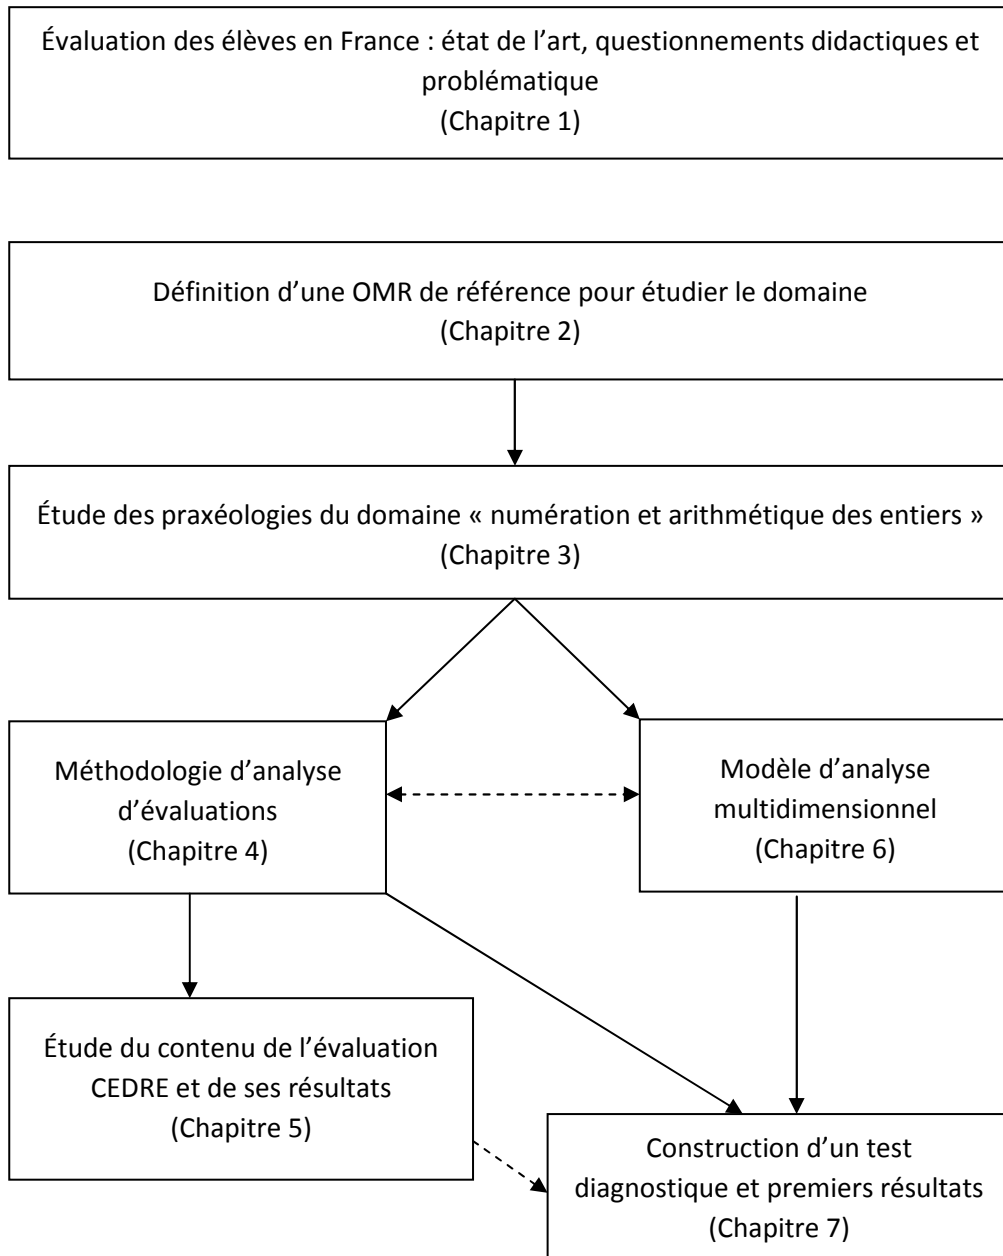 Évaluation des élèves en France : état de l’art, questionnements didactiques et
problématique
(Chapitre 1)
Définition d’une OMR de référence pour étudier le domaine
(Chapitre 2)
Étude des praxéologies du domaine « numération et arithmétique des entiers »
(Chapitre 3)
Méthodologie d’analyse
d’évaluations
(Chapitre 4)
Modèle d’analyse
multidimensionnel
(Chapitre 6)
Étude du contenu de l’évaluation
CEDRE et de ses résultats
(Chapitre 5)
Construction d’un test
diagnostique et premiers résultats
(Chapitre 7)